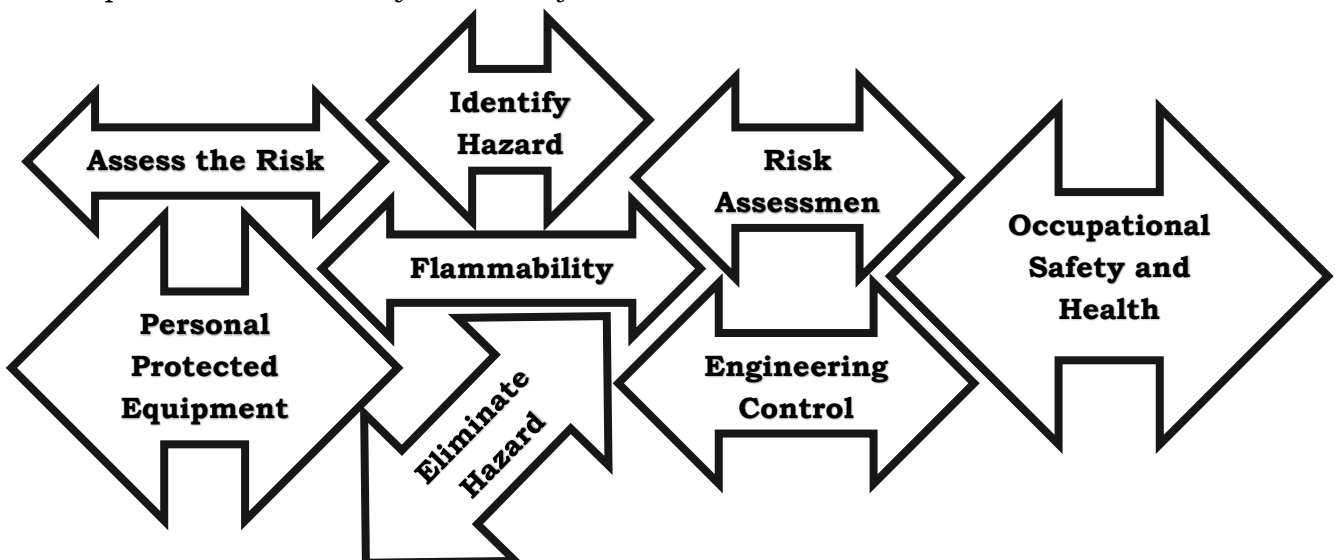 Identify
Hazard
Assess the Risk
Risk
Assessmen
Occupational
Safety and
Health
Flammability
Personal
Protected
Equipment
Eliminate
Hazard
Engineering
Control